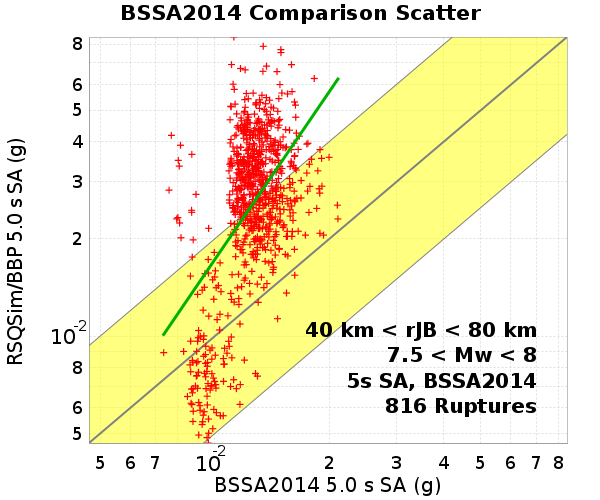 BSSA2014 Comparison Scatter
RSQSim/BBP 5.0 s SA (g)
8
6
5
4
3
2
10-2
8
6
5
40 km < rJB < 80 km
7.5 < Mw < 8
5s SA, BSSA2014
816 Ruptures
5 6 7 10-2 2 3 4 5 6 7 8
BSSA2014 5.0 s SA (g)